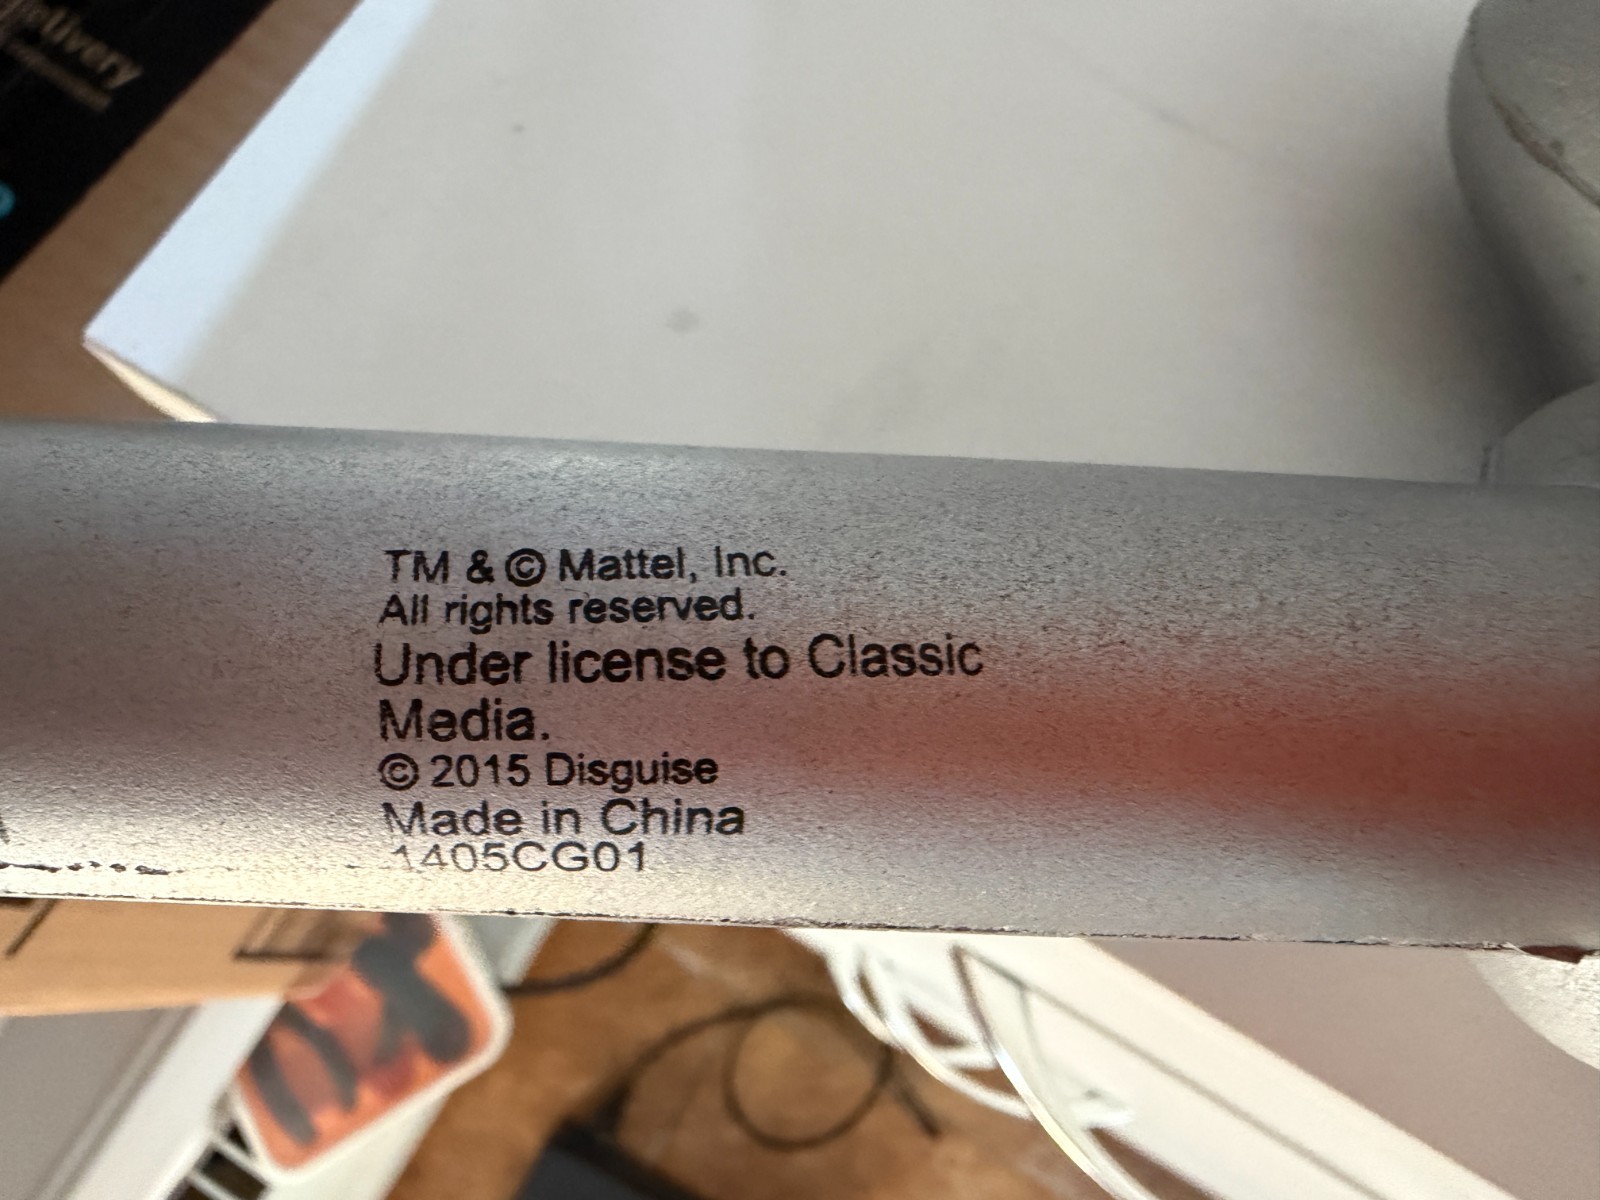 TM & © Mattel, Inc.
All rights reserved.
Under license to Classic
Media.
© 2015 Disguise
Made in China
1405CG01